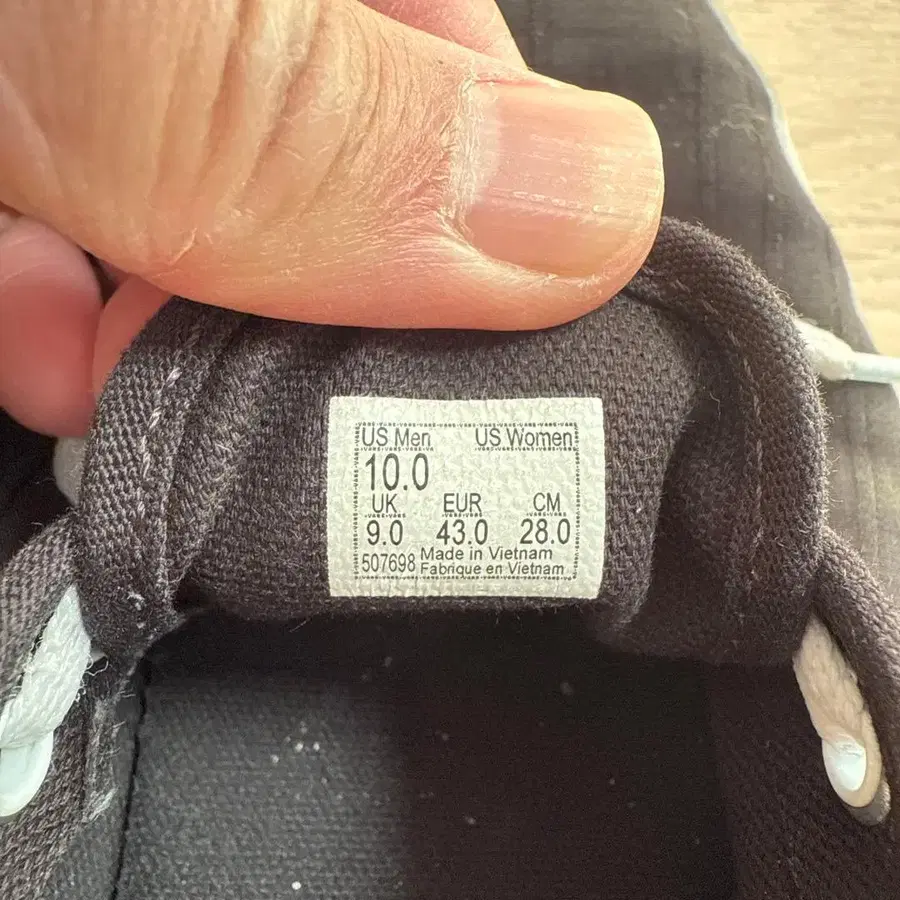 US Men US Women
10.0
UK EUR CM
9.0 43.0 28.0
507698 Made in Vietnam
Fabrique en Vietnam